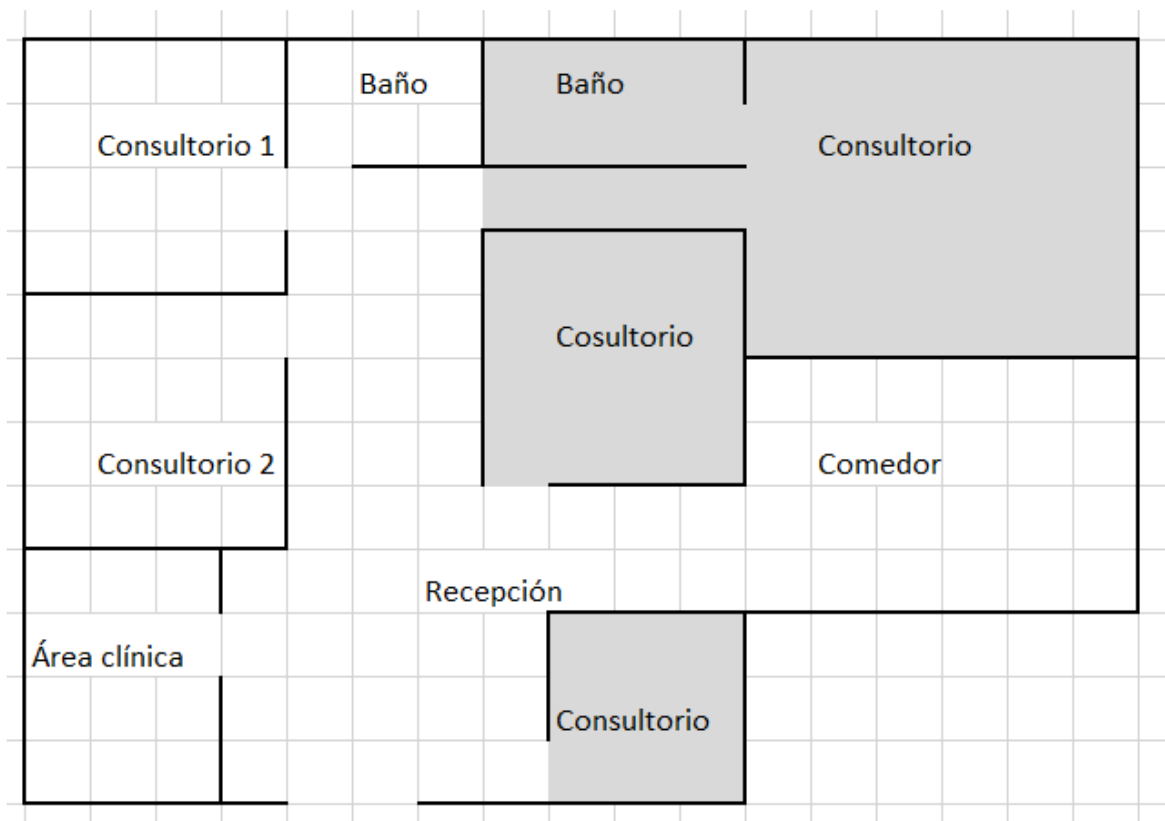 Baño
Baño
Consultorio 1
Consultorio
Cosultorio
Consultorio 2
Comedor
Recepción
Área clínica
Consultorio